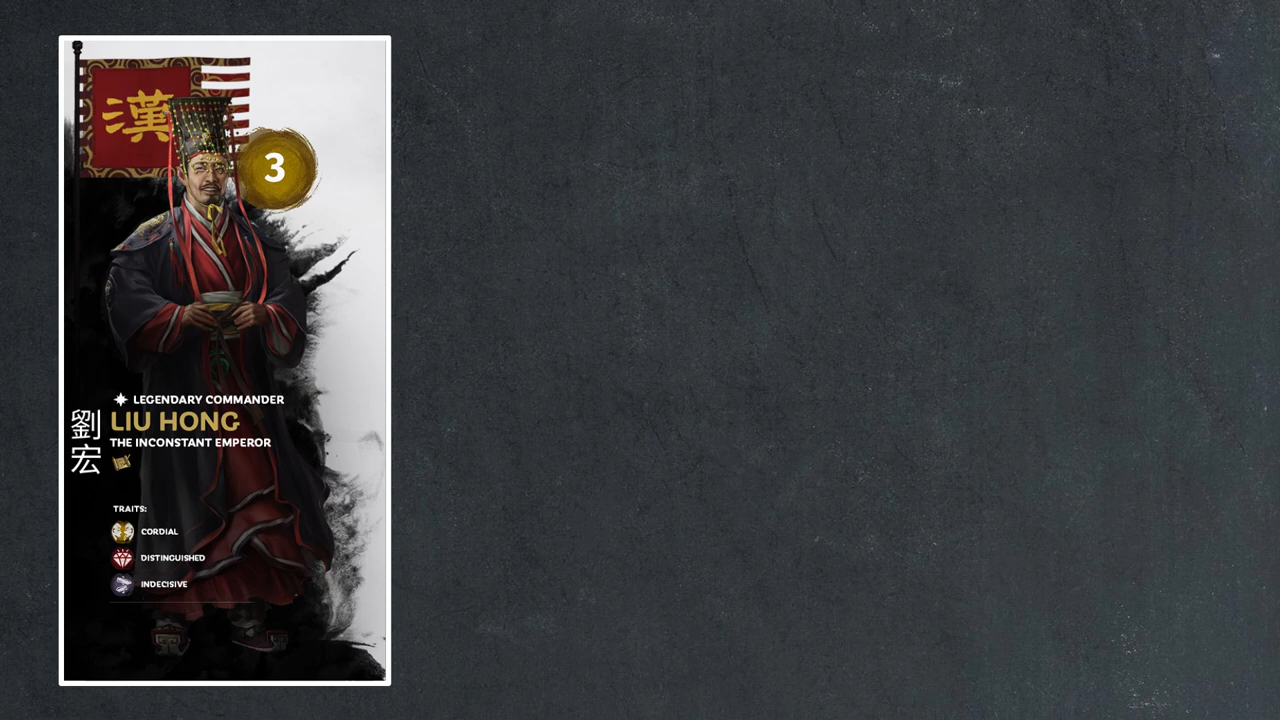 漢
3
LEGENDARY COMMANDER
LIU HONG
THE INCONSTANT EMPEROR
劉宏
TRAITS:
CORDIAL
DISTINGUISHED
INDECISIVE